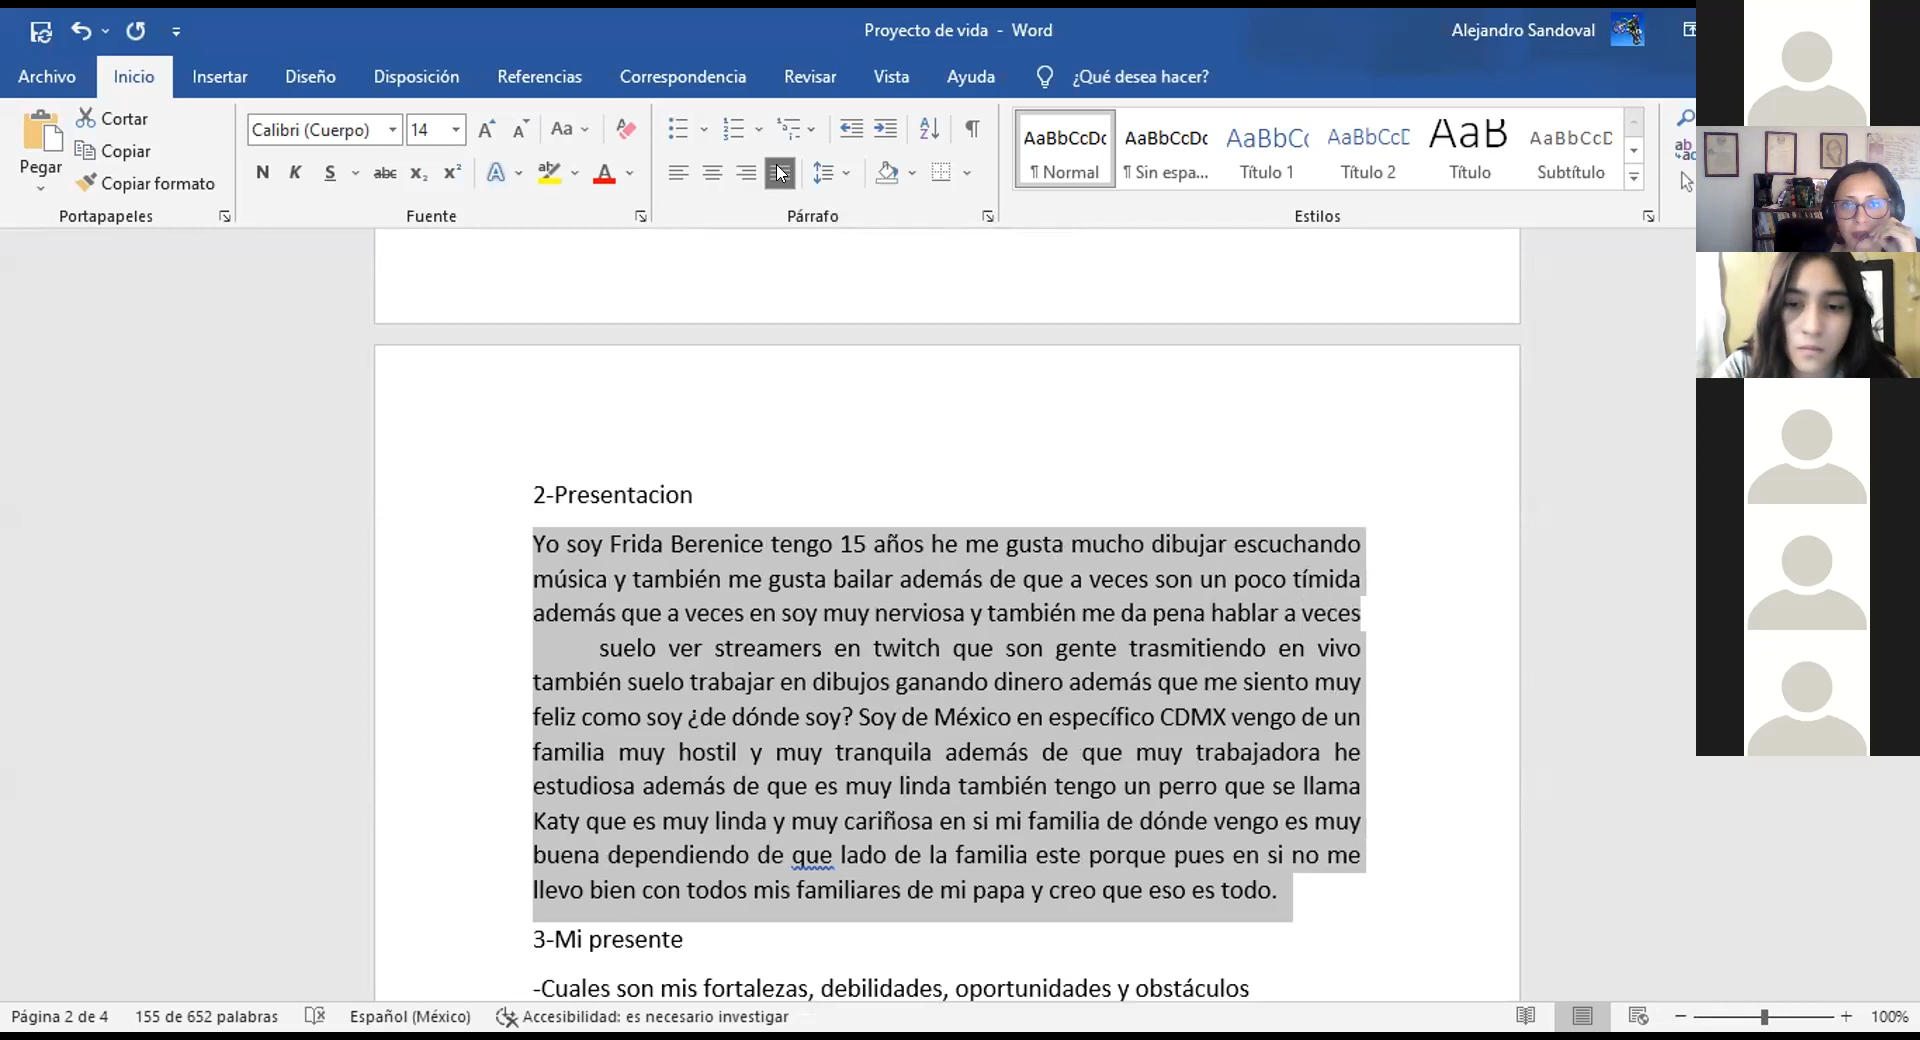 Proyecto de vida - Word
Alejandro Sandoval
Archivo Inicio Insertar Diseño Disposición Referencias Correspondencia Revisar Vista Ayuda ¿Qué desea hacer?
Pegar
Cortar
Copiar
Copiar formato
Portapapeles
Calibri (Cuerpo) 14
Aa
N K S abc x₂ x² A aby A
Fuente
Párrafo
AaBbCcDc AaBbCcDc AaBbC( AaBbCcD AaB AaBbCcD
¶ Normal ¶ Sin espa... Título 1 Título 2 Título Subtítulo
Estilos
2-Presentacion
Yo soy Frida Berenice tengo 15 años he me gusta mucho dibujar escuchando
música y también me gusta bailar además de que a veces son un poco tímida
además que a veces en soy muy nerviosa y también me da pena hablar a veces
suelo ver streamers en twitch que son gente trasmitiendo en vivo
también suelo trabajar en dibujos ganando dinero además que me siento muy
feliz como soy ¿de dónde soy? Soy de México en específico CDMX vengo de un
familia muy hostil y muy tranquila además de que muy trabajadora he
estudiosa además de que es muy linda también tengo un perro que se llama
Katy que es muy linda y muy cariñosa en si mi familia de dónde vengo es muy
buena dependiendo de que lado de la familia este porque pues en si no me
llevo bien con todos mis familiares de mi papa y creo que eso es todo.
3-Mi presente
-Cuales son mis fortalezas, debilidades, oportunidades y obstáculos
Página 2 de 4 155 de 652 palabras Español (México) Accesibilidad: es necesario investigar 100%